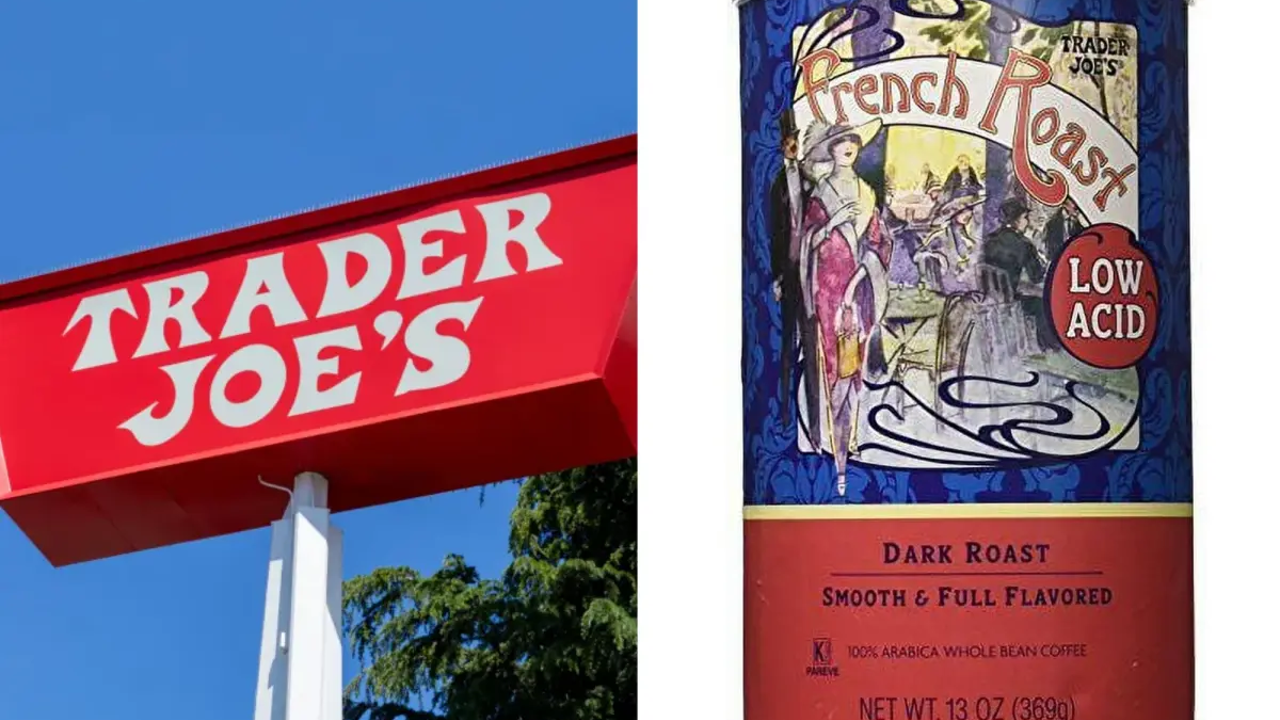 TRADER
JOE'S
TRADER
JOE'S
French Roast
LOW
ACID
DARK ROAST
SMOOTH & FULL FLAVORED
K
PAREVE
100% ARABICA WHOLE BEAN COFFEE
NET WT. 13 OZ (369g)